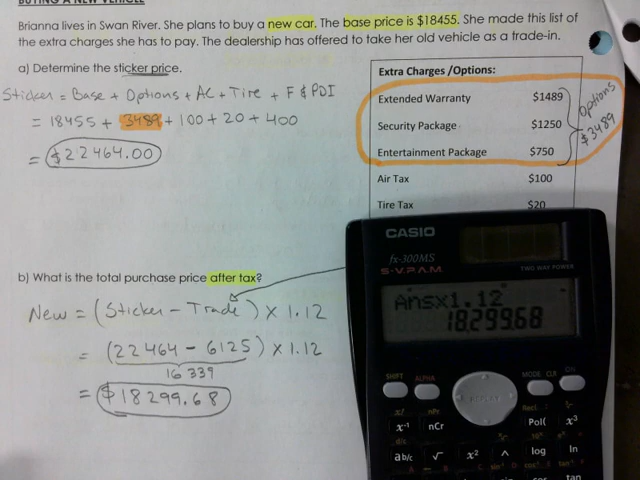 BUYING A NEW VEHICLE
Brianna lives in Swan River. She plans to buy a new car. The base price is $18455. She made this list of
the extra charges she has to pay. The dealership has offered to take her old vehicle as a trade-in.
a) Determine the sticker price.
Sticker = Base + Options + AC + Tire + F & PDI
= 18455 + 3489 + 100 + 20 + 400
= $22464.00
Extra Charges /Options:
Extended Warranty $1489
Security Package $1250
Entertainment Package $750
Options
$3489
Air Tax $100
Tire Tax $20
b) What is the total purchase price after tax?
New = (Sticker - Trade) × 1.12
= (22464 - 6125) × 1.12
16339
= $18299.68
CASIO
fx-300MS
S-V.P.A.M.
TWO WAY POWER
Ans×1.12
18299.68
SHIFT ALPHA REPLAY MODE CLR ON
x! nPr Rec(
x⁻¹ nCr Pol( x³
d/c
ab/c √ x² ^ log ln
tan